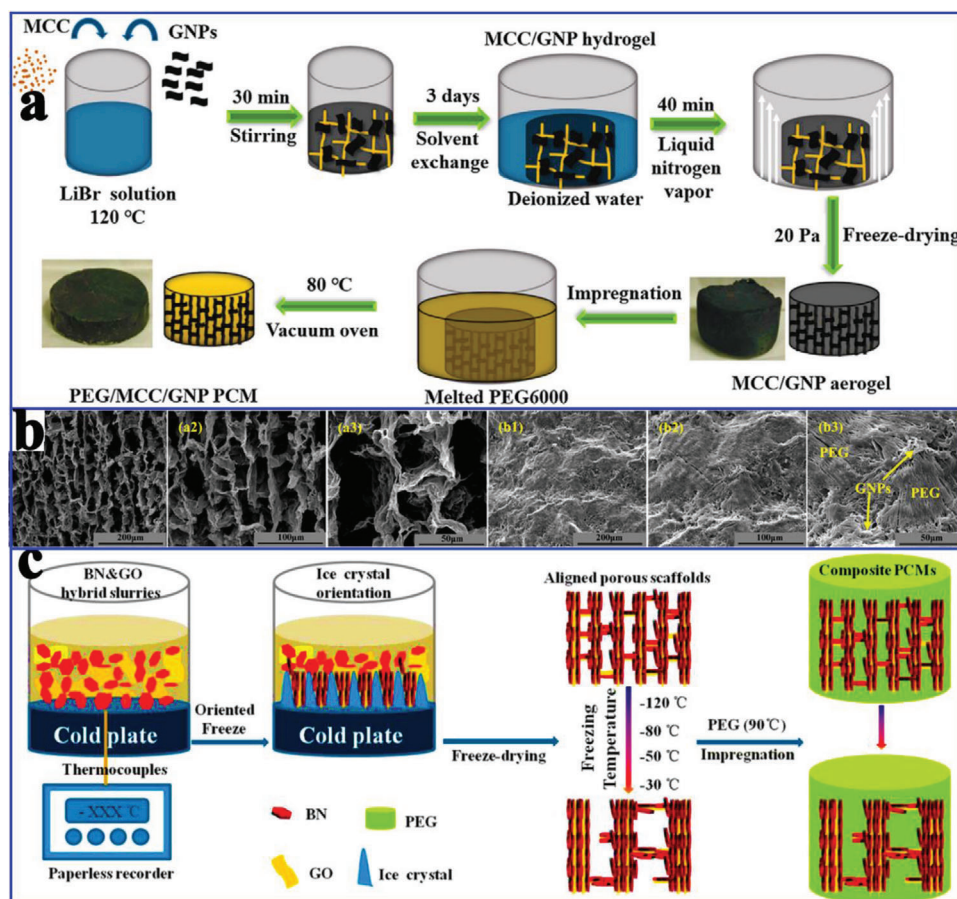 MCC
GNPs
a
LiBr solution
120 °C
30 min
Stirring
3 days
Solvent
exchange
MCC/GNP hydrogel
Deionized water
40 min
Liquid
nitrogen
vapor
20 Pa
Freeze-drying
MCC/GNP aerogel
Impregnation
Melted PEG6000
80 °C
Vacuum oven
PEG/MCC/GNP PCM
b
200μm
(a2)
100μm
(a3)
50μm
(b1)
200μm
(b2)
100μm
(b3)
PEG
GNPs
PEG
50μm
c
BN&GO
hybrid slurries
Cold plate
Thermocouples
- XXX °C
Paperless recorder
Oriented
Freeze
Ice crystal
orientation
Cold plate
BN
PEG
GO
Ice crystal
Freeze-drying
Aligned porous scaffolds
Freezing
Temperature
-120 °C
-80 °C
-50 °C
-30 °C
PEG (90℃)
Impregnation
Composite PCMs